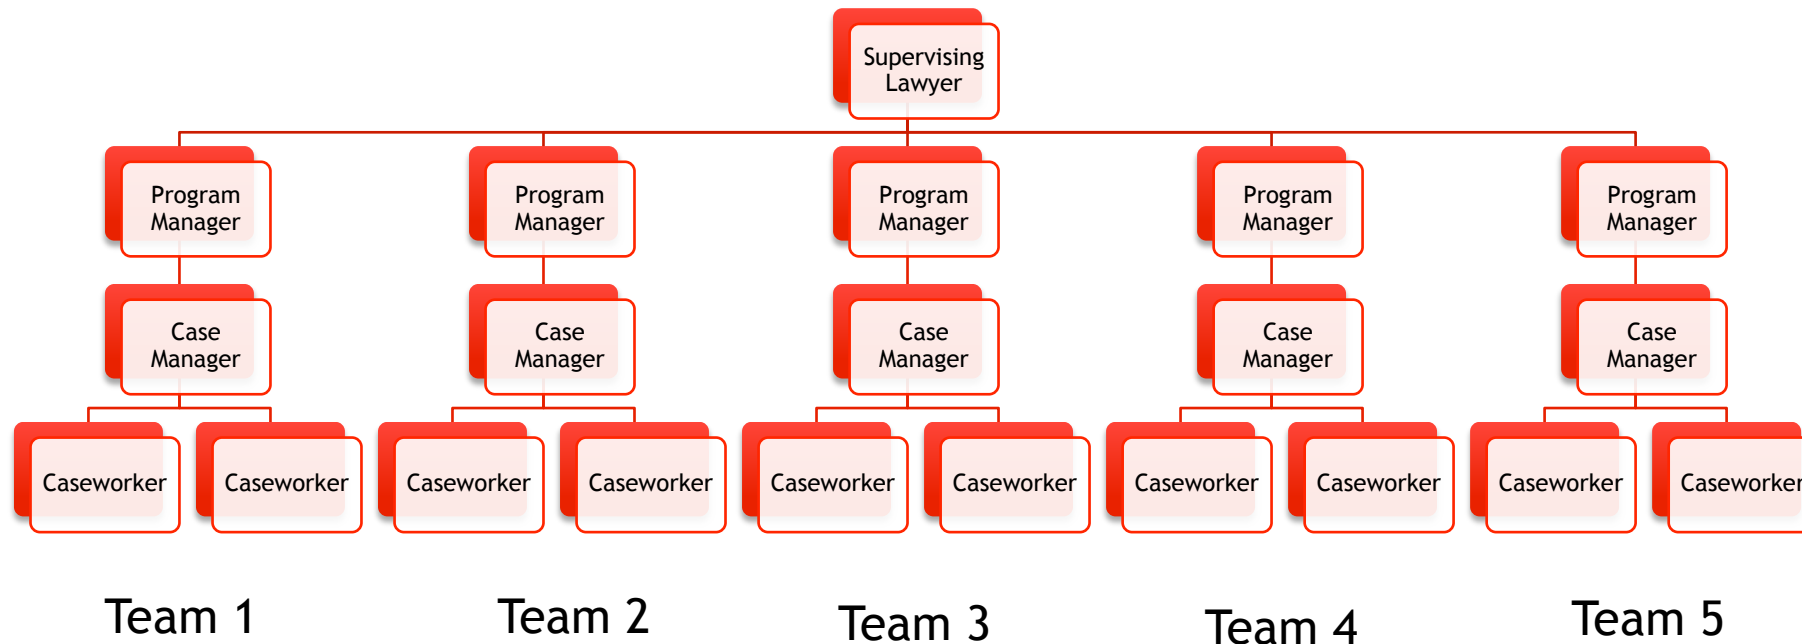 Supervising
Lawyer
Program
Manager
Program
Manager
Program
Manager
Program
Manager
Program
Manager
Case
Manager
Case
Manager
Case
Manager
Case
Manager
Case
Manager
Caseworker
Caseworker
Caseworker
Caseworker
Caseworker
Caseworker
Caseworker
Caseworker
Caseworker
Caseworker
Team 1
Team 2
Team 3
Team 4
Team 5